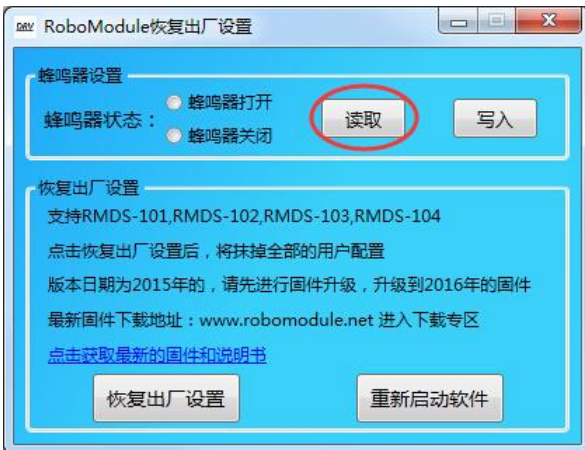 DRV RoboModule恢复出厂设置
蜂鸣器设置
蜂鸣器状态：
蜂鸣器打开
蜂鸣器关闭
读取
写入
恢复出厂设置
支持RMDS-101,RMDS-102,RMDS-103,RMDS-104
点击恢复出厂设置后，将抹掉全部的用户配置
版本日期为2015年的，请先进行固件升级，升级到2016年的固件
最新固件下载地址：www.robomodule.net 进入下载专区
点击获取最新的固件和说明书
恢复出厂设置
重新启动软件